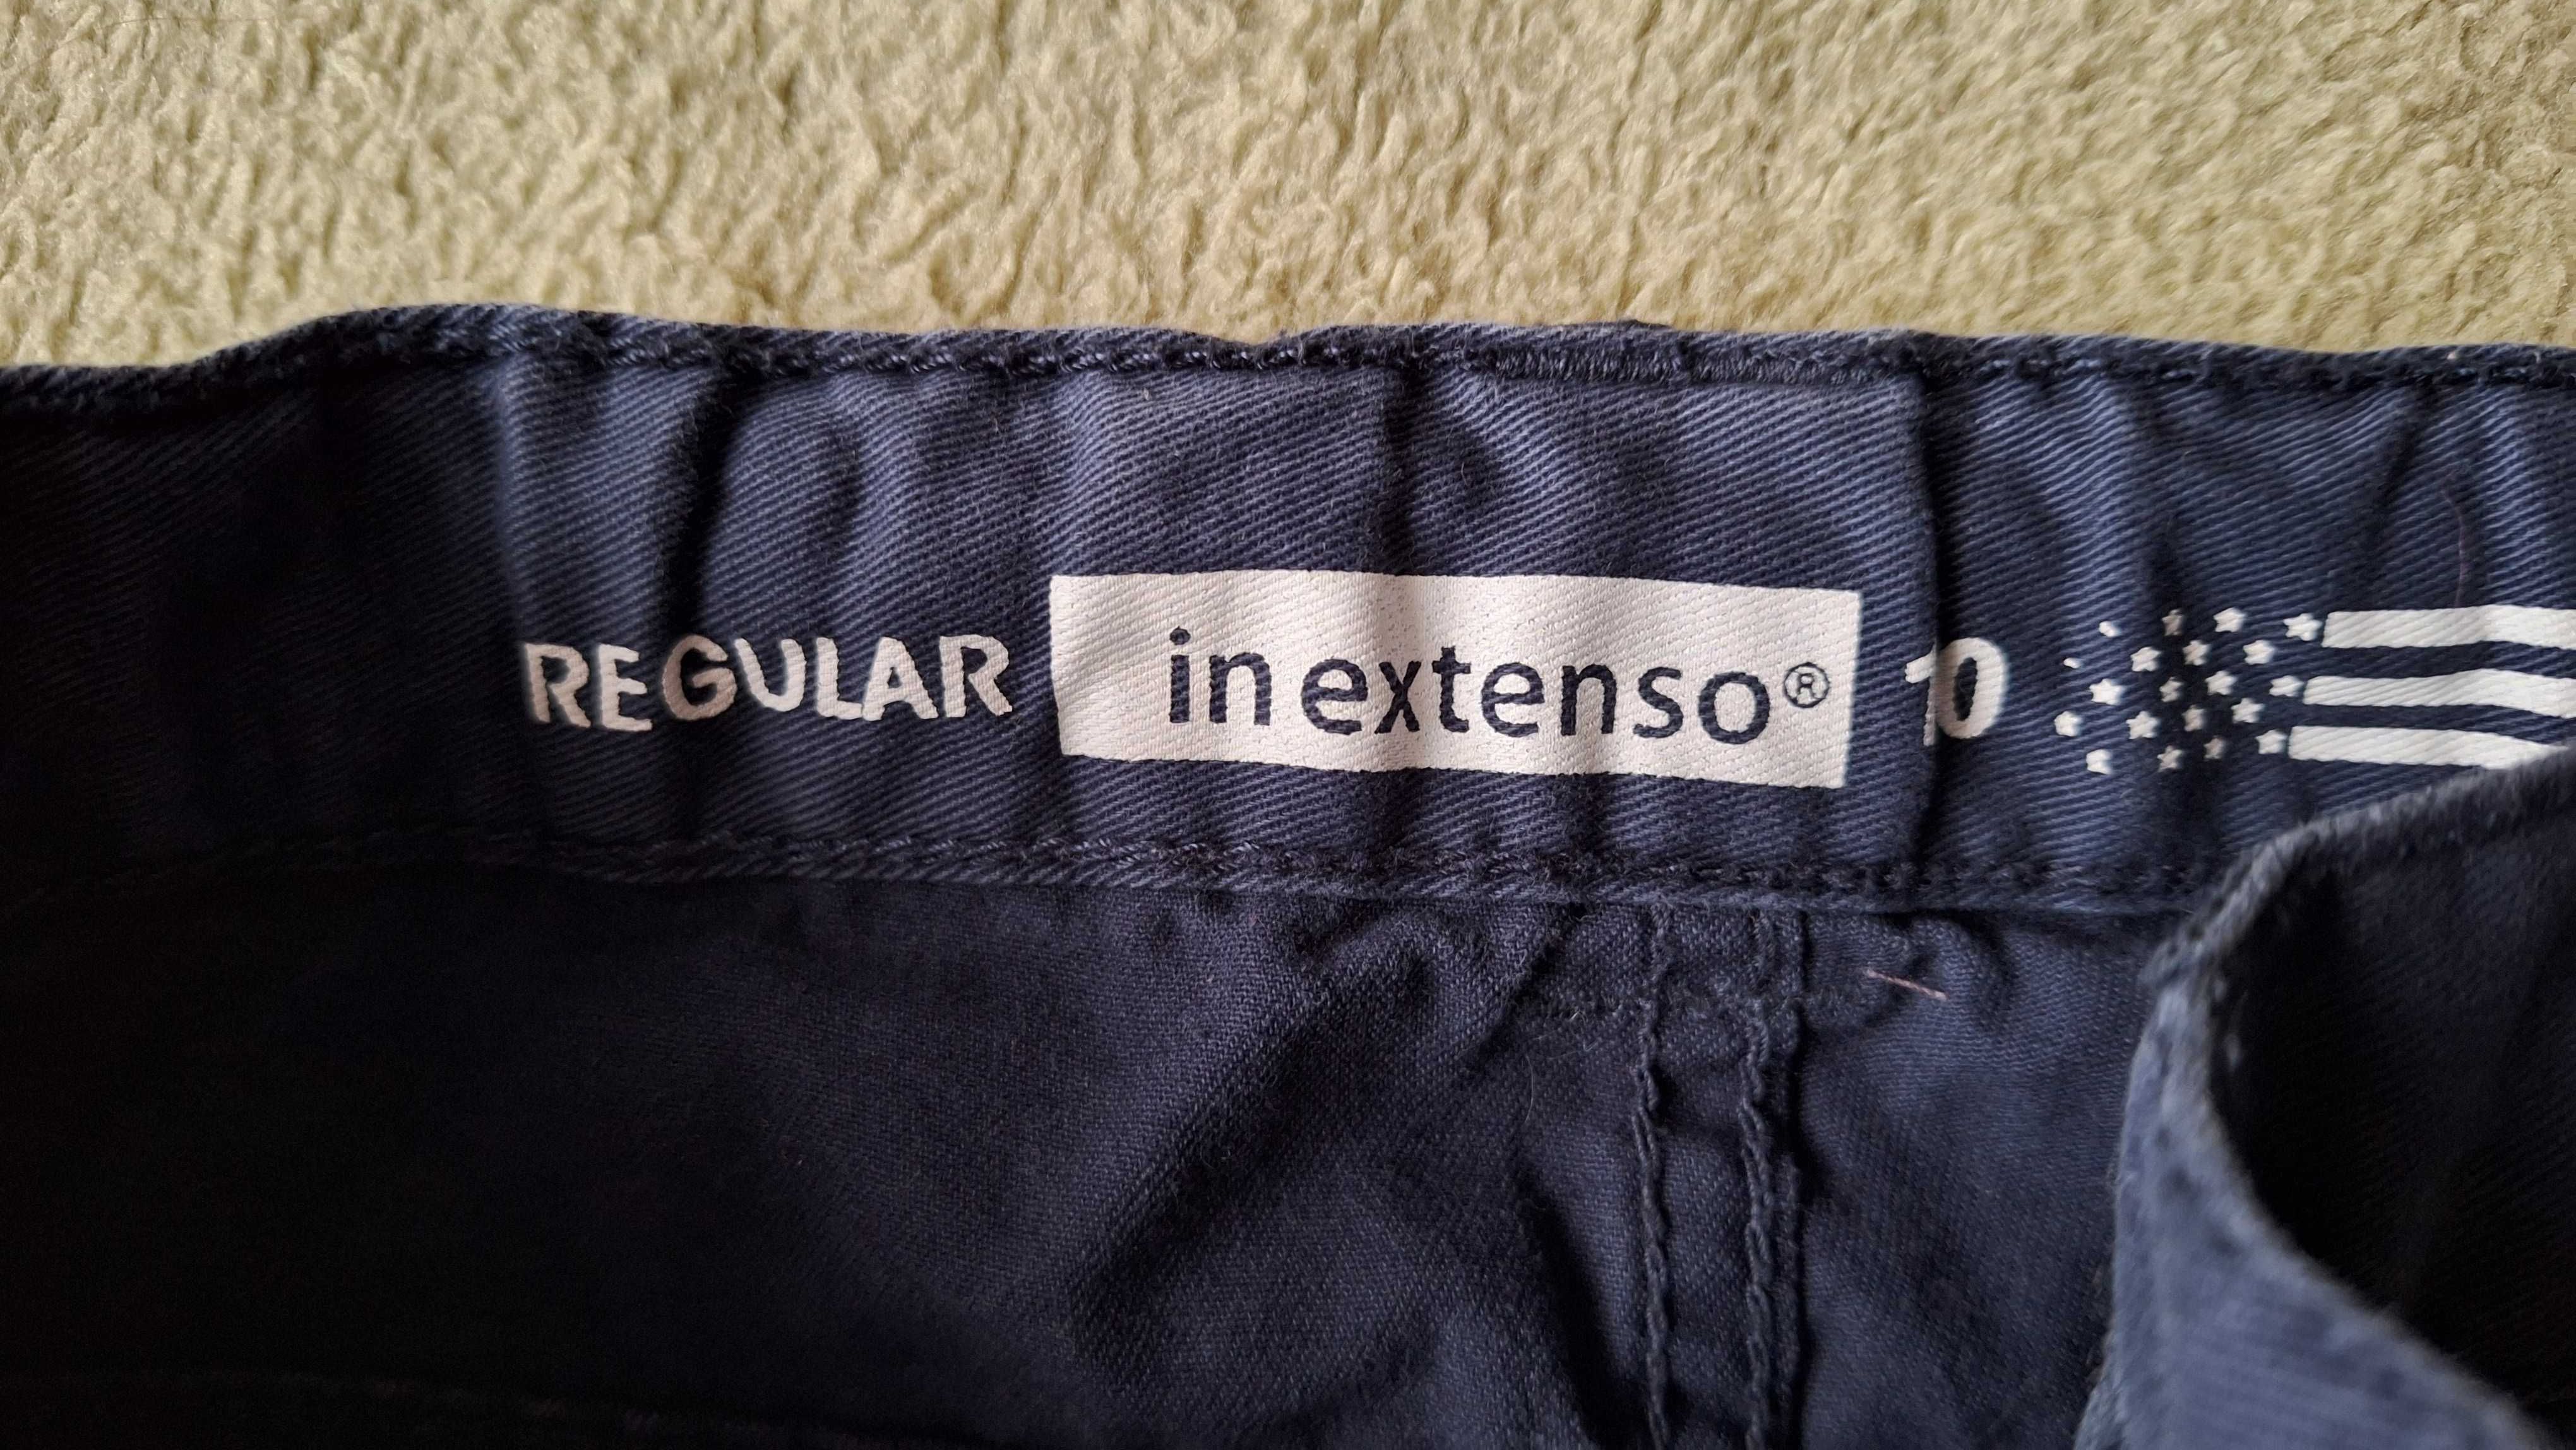 REGULAR in extenso® 10